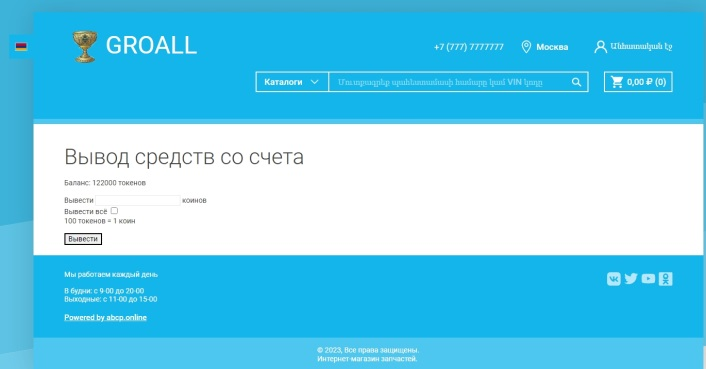 GROALL
+7 (777) 7777777
Москва
Անհատական էջ
Каталоги
Մուտքագրեք պահեստամասի համարը կամ VIN կոդը
0,00 ₽ (0)
Вывод средств со счета
Баланс: 122000 токенов
Вывести коинов
Вывести всё
100 токенов = 1 коин
Вывести
Мы работаем каждый день
В будни: с 9-00 до 20-00
Выходные: с 11-00 до 15-00
Powered by abcp.online
© 2023, Все права защищены.
Интернет-магазин запчастей.